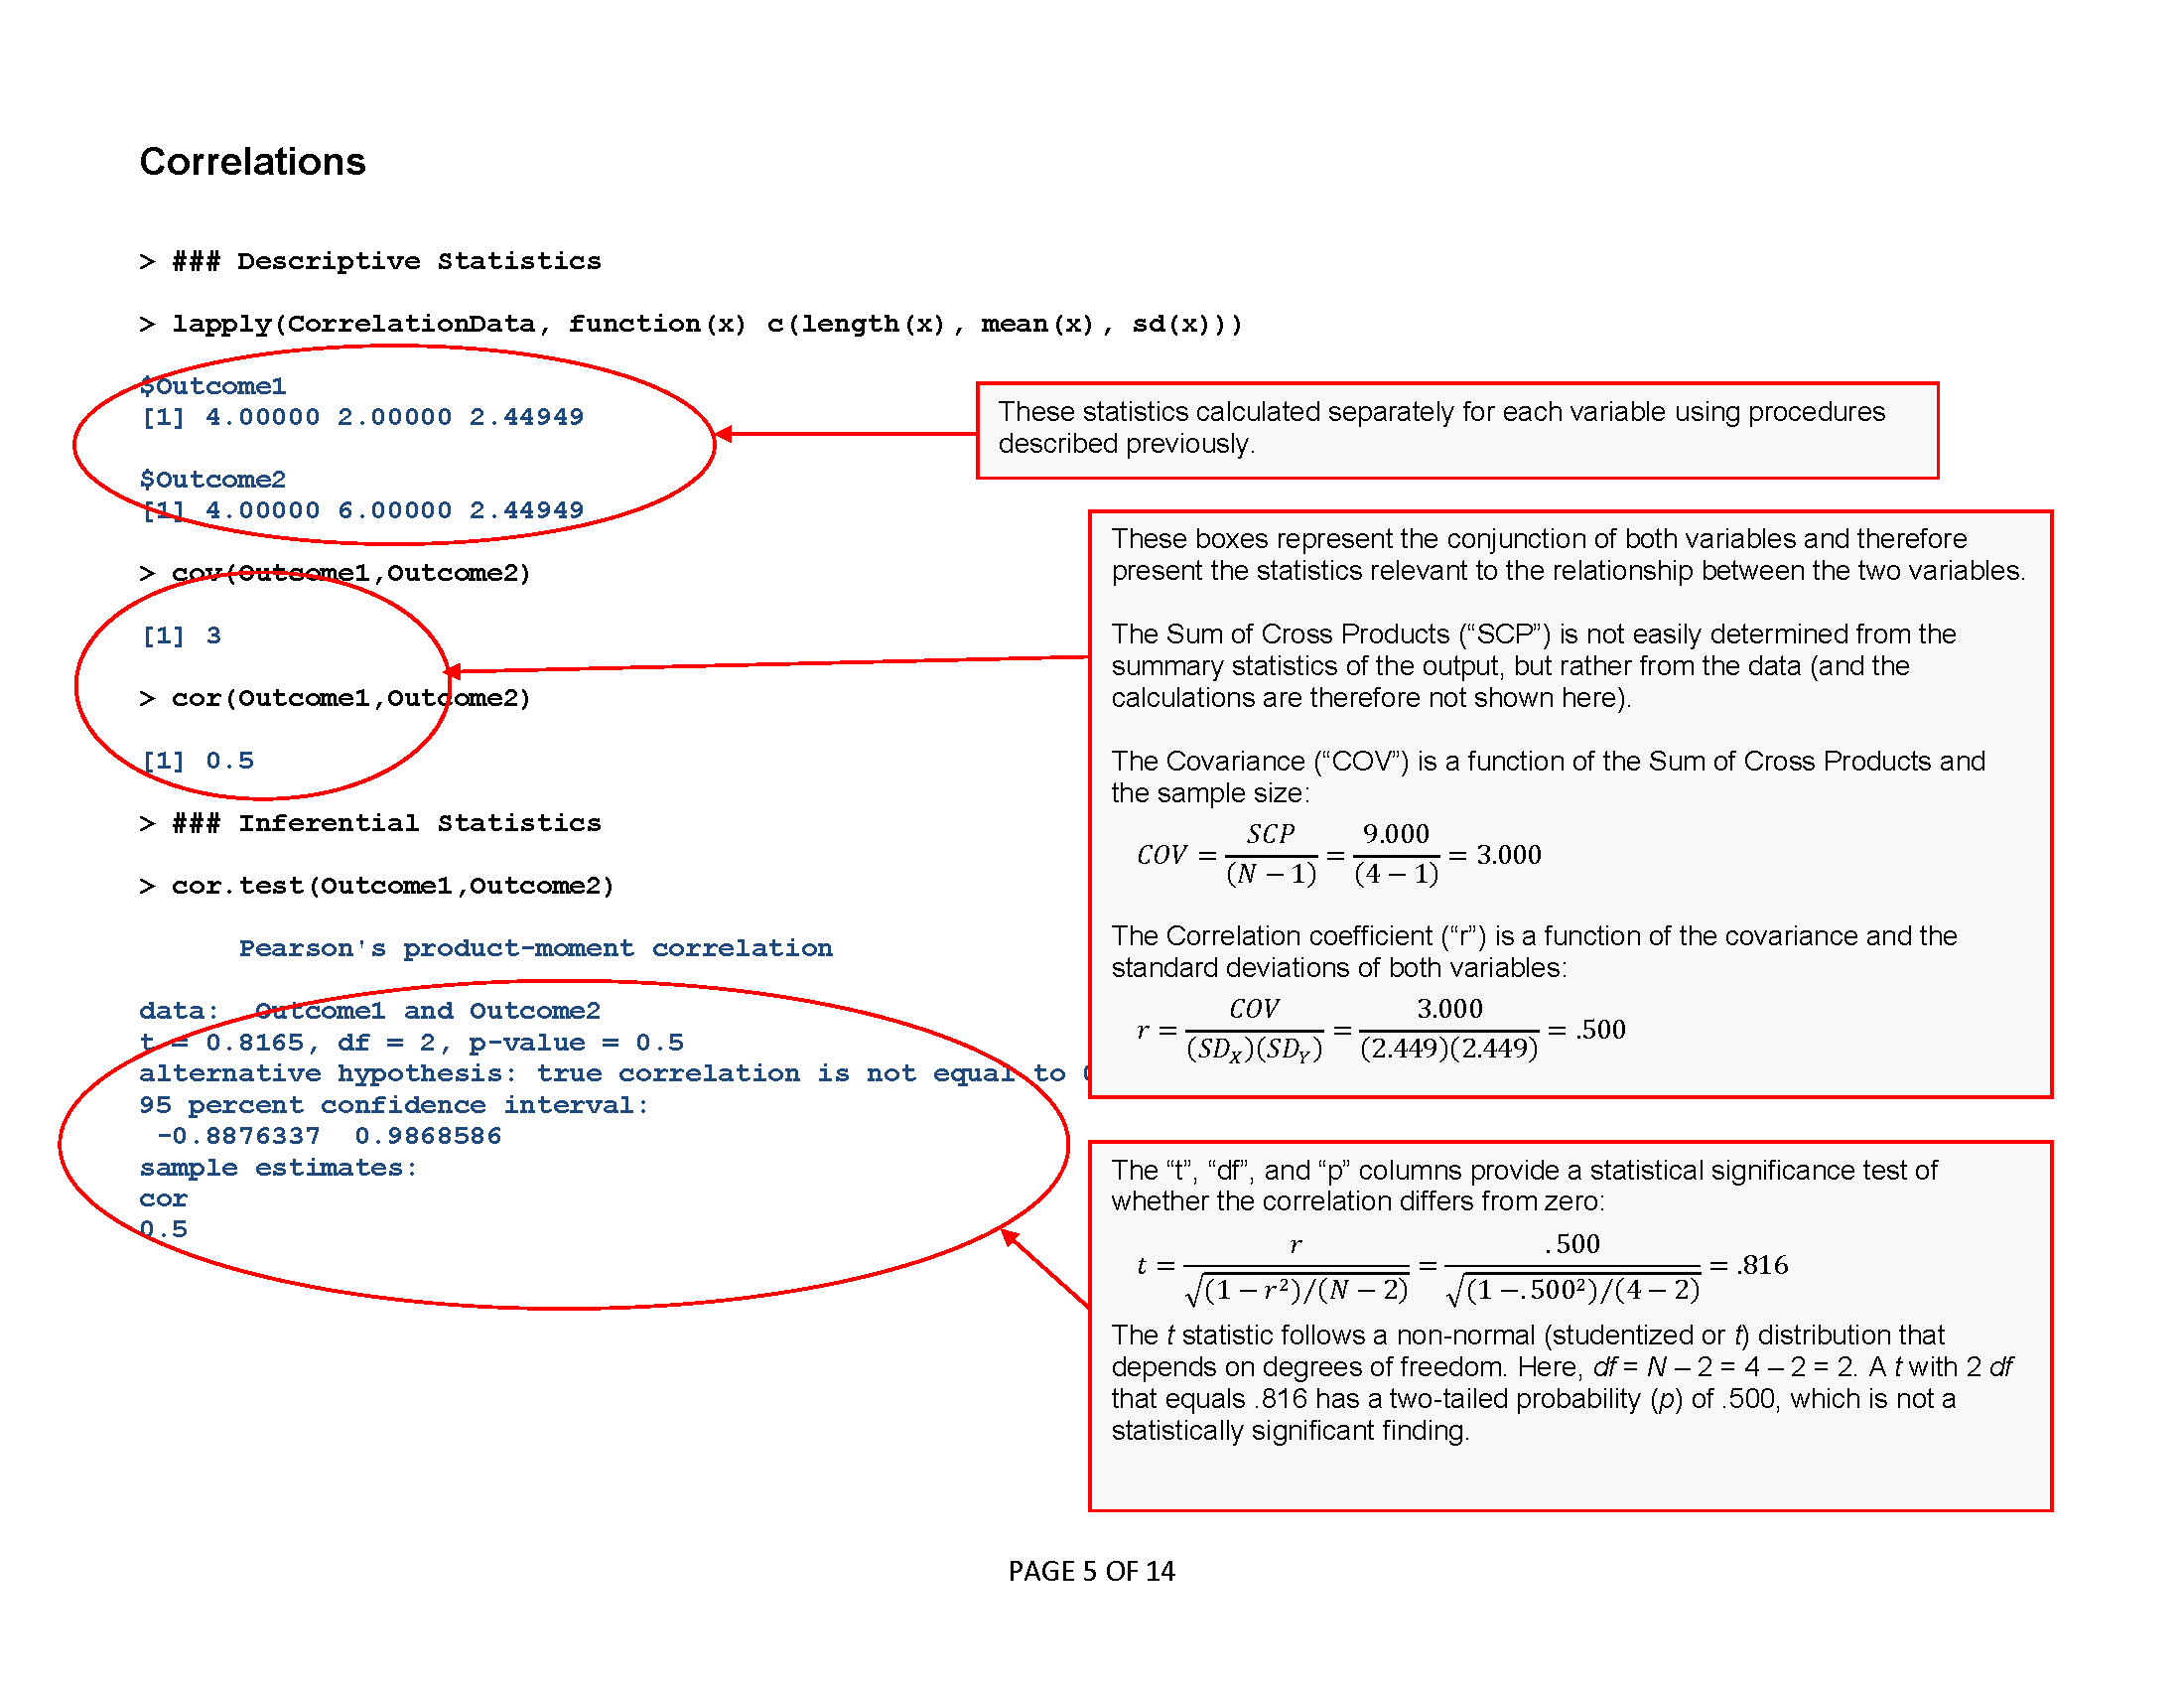 Correlations
> ### Descriptive Statistics
> lapply(CorrelationData, function(x) c(length(x), mean(x), sd(x)))
$Outcome1
[1] 4.00000 2.00000 2.44949
$Outcome2
[1] 4.00000 6.00000 2.44949
> cov(Outcome1,Outcome2)
[1] 3
> cor(Outcome1,Outcome2)
[1] 0.5
> ### Inferential Statistics
> cor.test(Outcome1,Outcome2)
Pearson's product-moment correlation
data:  Outcome1 and Outcome2
t = 0.8165, df = 2, p-value = 0.5
alternative hypothesis: true correlation is not equal to
95 percent confidence interval:
-0.8876337  0.9868586
sample estimates:
cor
0.5
These statistics calculated separately for each variable using procedures
described previously.
These boxes represent the conjunction of both variables and therefore
present the statistics relevant to the relationship between the two variables.
The Sum of Cross Products (“SCP”) is not easily determined from the
summary statistics of the output, but rather from the data (and the
calculations are therefore not shown here).
The Covariance (“COV”) is a function of the Sum of Cross Products and
the sample size:
COV = SCP/(N − 1) = 9.000/(4 − 1) = 3.000
The Correlation coefficient (“r”) is a function of the covariance and the
standard deviations of both variables:
r = COV/(SD_X)(SD_Y) = 3.000/(2.449)(2.449) = .500
The “t”, “df”, and “p” columns provide a statistical significance test of
whether the correlation differs from zero:
t = r/√(1 − r²)/(N − 2) = .500/√(1 −.500²)/(4 − 2) = .816
The t statistic follows a non-normal (studentized or t) distribution that
depends on degrees of freedom. Here, df = N – 2 = 4 – 2 = 2. A t with 2 df
that equals .816 has a two-tailed probability (p) of .500, which is not a
statistically significant finding.
PAGE 5 OF 14